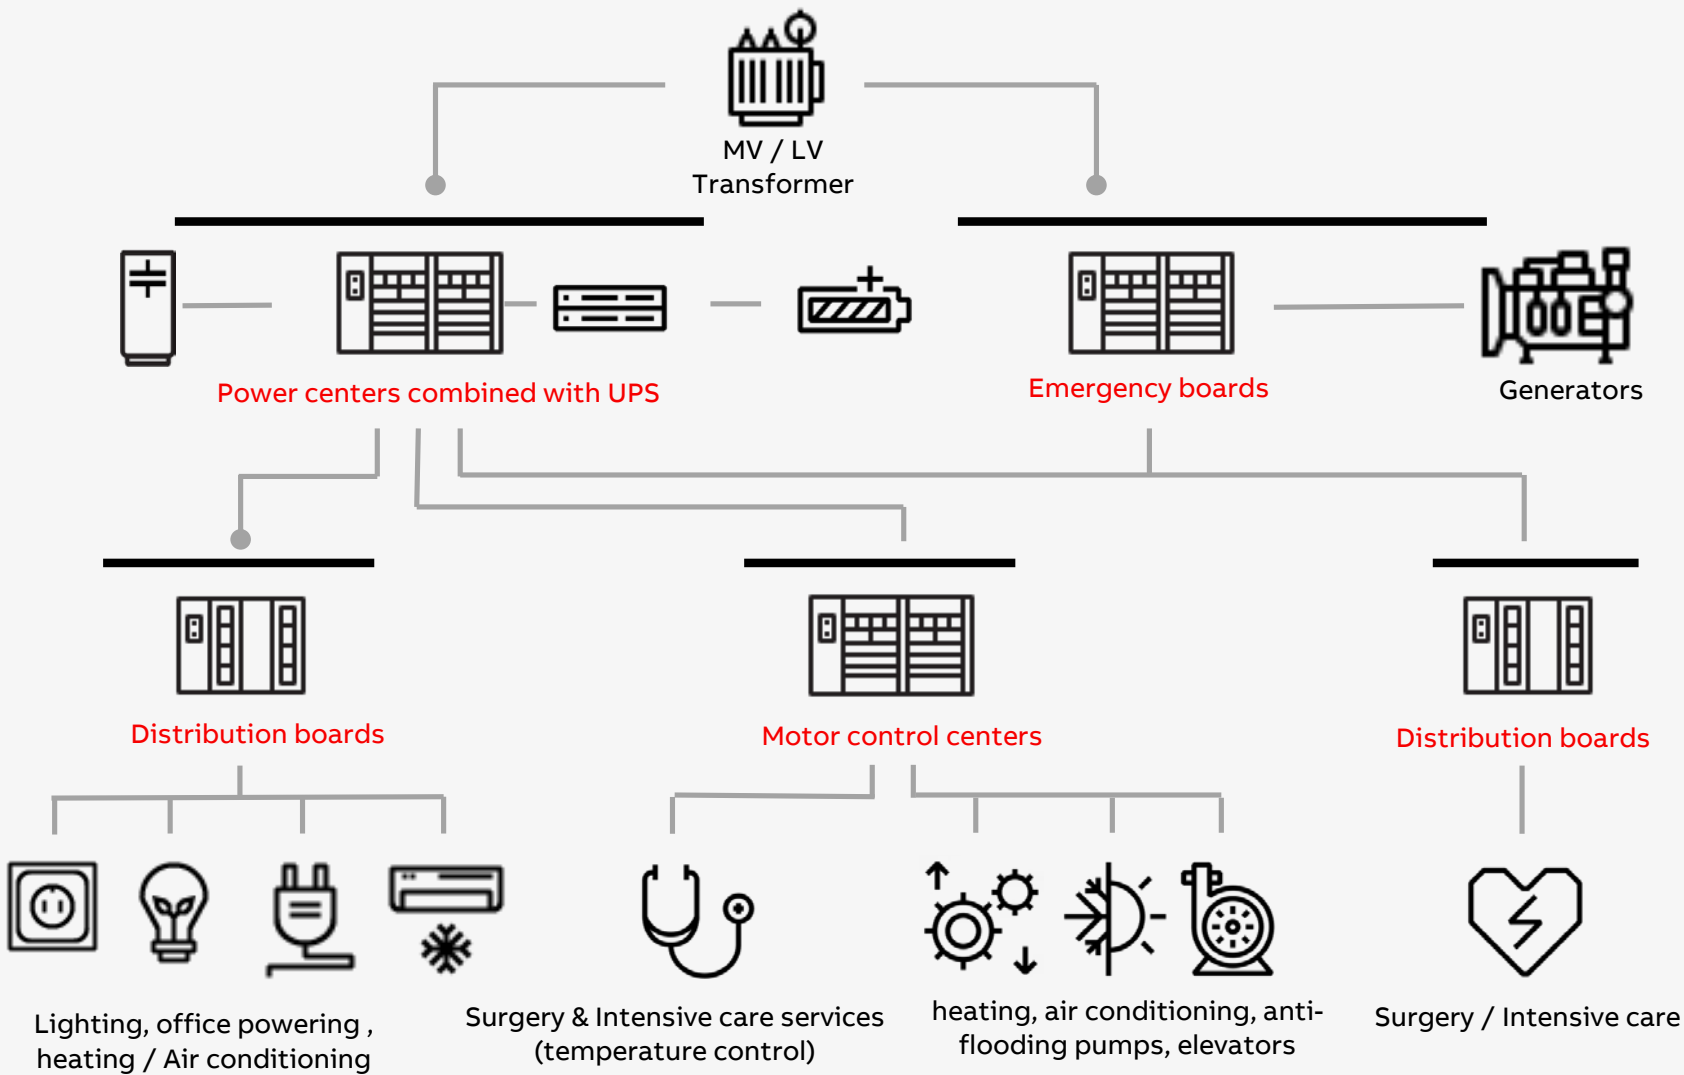 MV / LV
Transformer
Power centers combined with UPS
Emergency boards
Generators
Distribution boards
Motor control centers
Distribution boards
Lighting, office powering ,
heating / Air conditioning
Surgery & Intensive care services
(temperature control)
heating, air conditioning, anti-
flooding pumps, elevators
Surgery / Intensive care